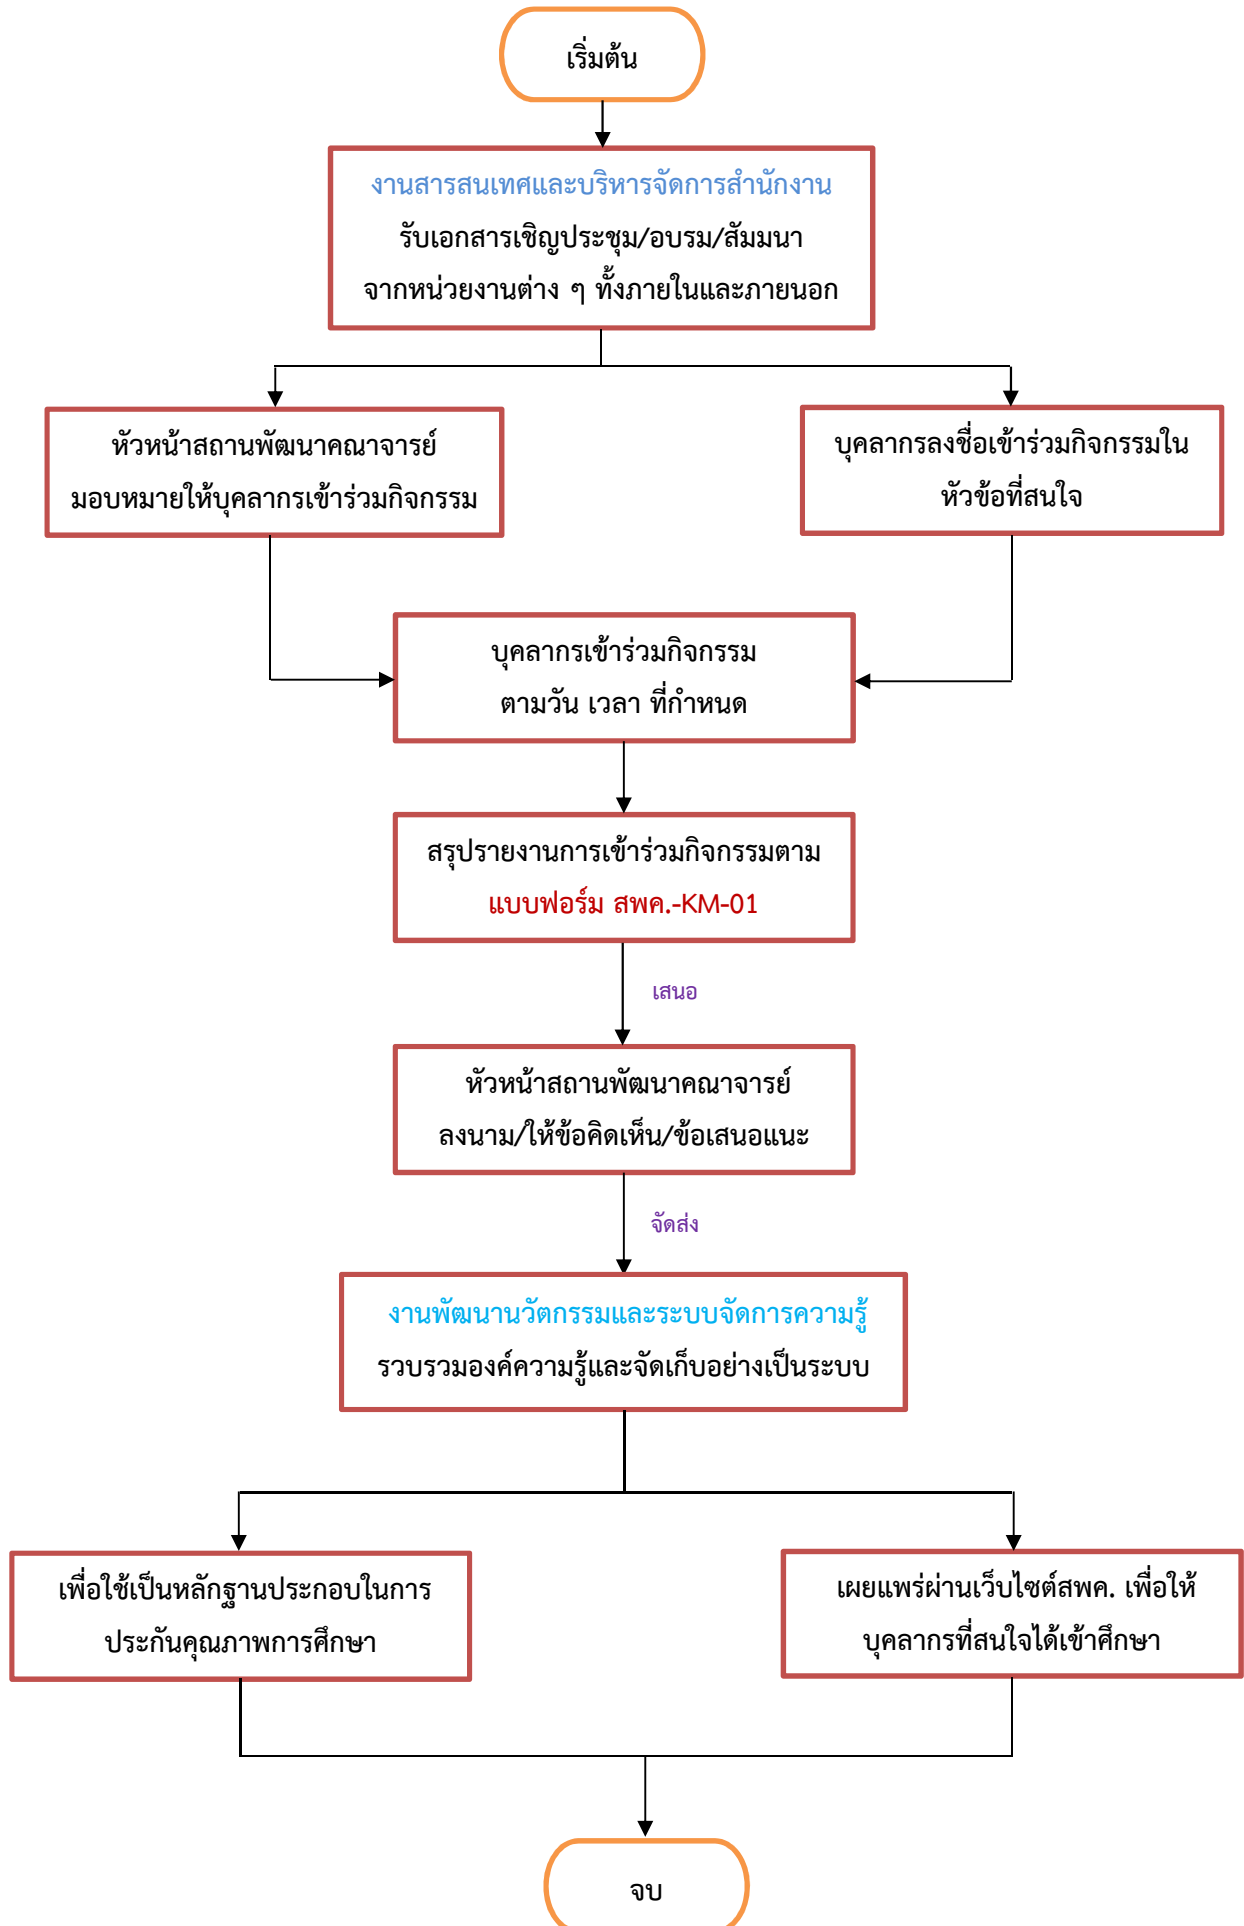 เริ่มต้น
งานสารสนเทศและบริหารจัดการสำนักงาน
รับเอกสารเชิญประชุม/อบรม/สัมมนา
จากหน่วยงานต่าง ๆ ทั้งภายในและภายนอก
หัวหน้าสถานพัฒนาคณาจารย์
มอบหมายให้บุคลากรเข้าร่วมกิจกรรม
บุคลากรลงชื่อเข้าร่วมกิจกรรมใน
หัวข้อที่สนใจ
บุคลากรเข้าร่วมกิจกรรม
ตามวัน เวลา ที่กำหนด
สรุปรายงานการเข้าร่วมกิจกรรมตาม
แบบฟอร์ม สพค.-KM-01
เสนอ
หัวหน้าสถานพัฒนาคณาจารย์
ลงนาม/ให้ข้อคิดเห็น/ข้อเสนอแนะ
จัดส่ง
งานพัฒนานวัตกรรมและระบบจัดการความรู้
รวบรวมองค์ความรู้และจัดเก็บอย่างเป็นระบบ
เพื่อใช้เป็นหลักฐานประกอบในการ
ประกันคุณภาพการศึกษา
เผยแพร่ผ่านเว็บไซต์สพค. เพื่อให้
บุคลากรที่สนใจได้เข้าศึกษา
จบ